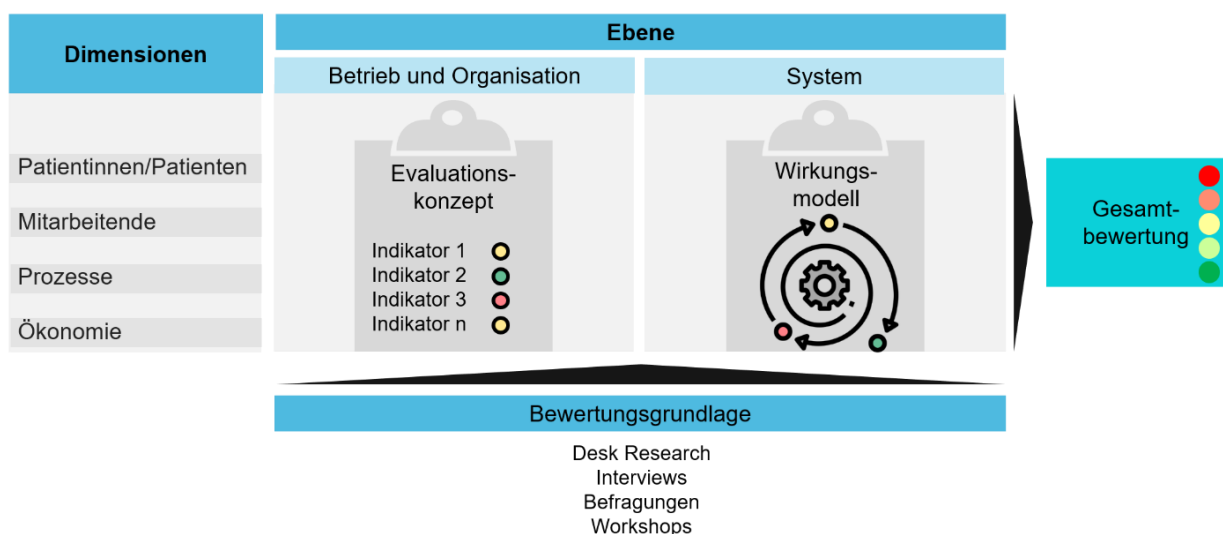 Dimensionen
Ebene
Betrieb und Organisation
System
Patientinnen/Patienten
Mitarbeitende
Prozesse
Ökonomie
Evaluations-
konzept
Indikator 1
Indikator 2
Indikator 3
Indikator n
Wirkungs-
modell
Gesamt-
bewertung
Bewertungsgrundlage
Desk Research
Interviews
Befragungen
Workshops